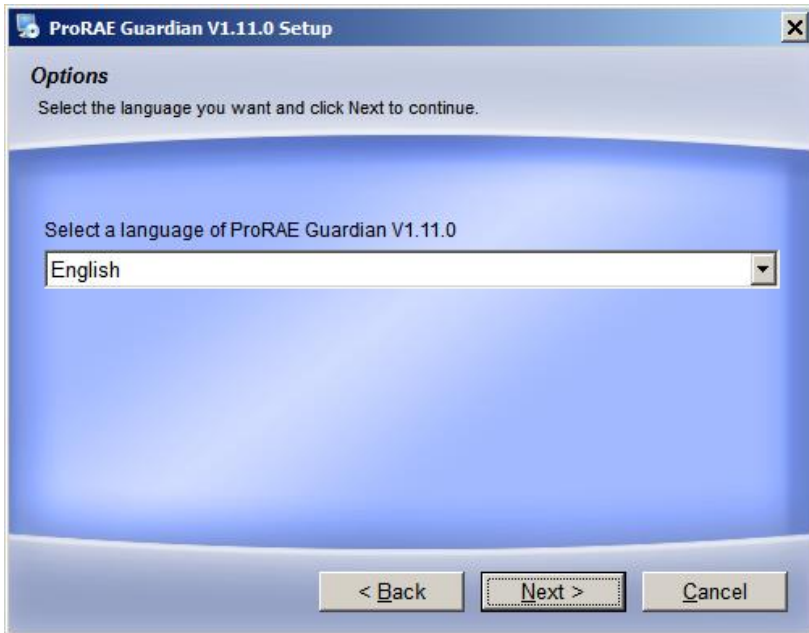 ProRAE Guardian V1.11.0 Setup
Options
Select the language you want and click Next to continue.
Select a language of ProRAE Guardian V1.11.0
English
< Back
Next >
Cancel